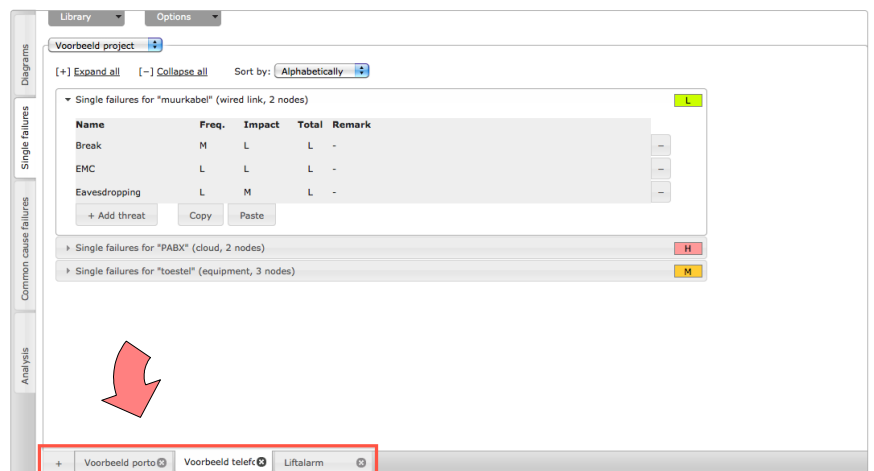 Library Options
Diagrams
Single failures
Common cause failures
Analysis
Voorbeeld project
[+] Expand all [−] Collapse all Sort by: Alphabetically
Single failures for "muurkabel" (wired link, 2 nodes) L
Name Freq. Impact Total Remark
Break M L L - −
EMC L L L - −
Eavesdropping L M L - −
+ Add threat Copy Paste
Single failures for "PABX" (cloud, 2 nodes) H
Single failures for "toestel" (equipment, 3 nodes) M
+ Voorbeeld porto Voorbeeld telefo Liftalarm